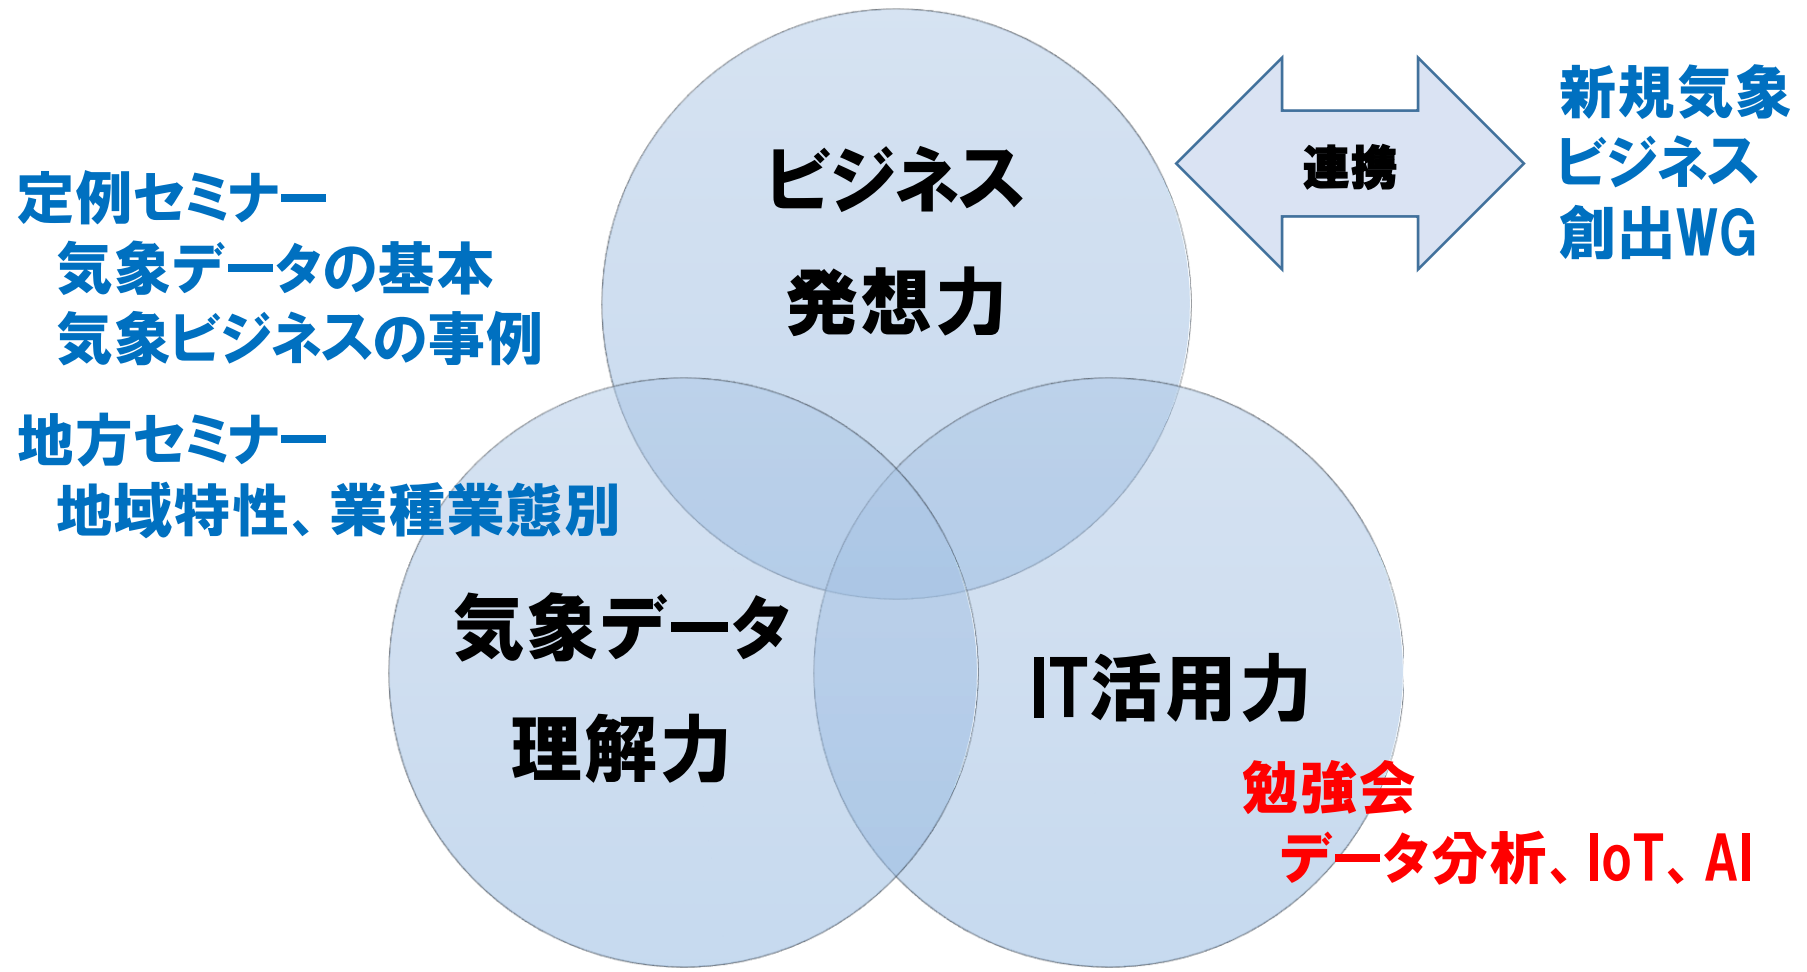 ビジネス
発想力
連携
新規気象
ビジネス
創出WG
定例セミナー
気象データの基本
気象ビジネスの事例
地方セミナー
地域特性、業種業態別
気象データ
理解力
IT活用力
勉強会
データ分析、IoT、AI